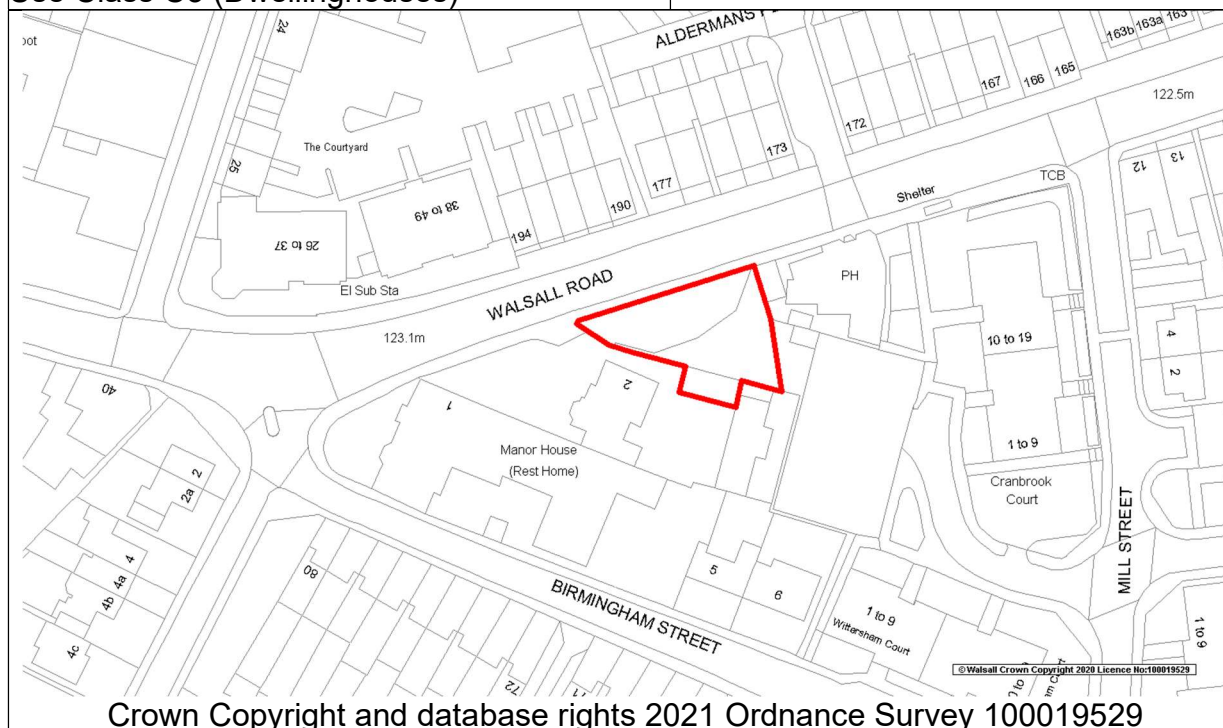 24
ALDERMANS
163b 163a 163
oot
167 166 165
122.5m
172
The Courtyard
173
25
177
TCB
12 13
38 to 49
Shelter
190
194
26 to 37
El Sub Sta
WALSALL ROAD
PH
123.1m
10 to 19
4
2
40
2
1
Manor House
(Rest Home)
1 to 9
2
2a
Cranbrook
Court
4
4a
4b
4c
80
5
6
MILL STREET
BIRMINGHAM STREET
1 to 9
Wittersham Court
1 to 9
©Walsall Crown Copyright 2020 Licence No:100019529
72
71
Crown Copyright and database rights 2021 Ordnance Survey 100019529